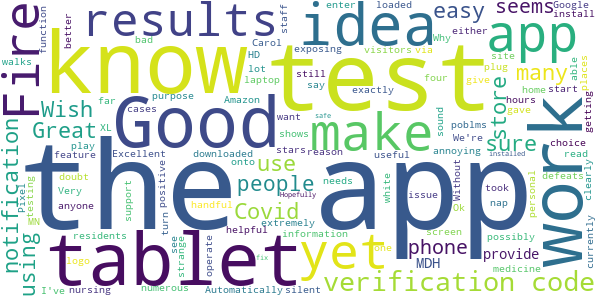 Fire
results
idea
seems
Google
install
walks
function
better
know
test
HD
bad
Carol
staff
exposing
still
say
enter
loaded
visitors
via
Why
four
exactly
easy
either
app
site
plug
give
many
able
places
home
start
getting
Wish
far
purpose
lot
laptop
cases
Amazon
Good
want
make
store
hours
gave
choice
Great
XL
play
downloaded
shows
stars
reason
sound
poblms
We're
annoying
sure
read
notification
feature
Excellent
onto
use
useful
doubt
Very
anyone
turn positive
the app
people
needs
white
issue
Without
took
nap
work
safe
installed
defeats
clearly
currently
using
Pixel
testing
MN
support
handful
Covid
Hopefully
personal
Ok
screen
possibly
logo
residents
tablet
see
strange
operate
helpful
extremely
information
yet
one
phone
MDH
provide
medicine
I've
nursing
numerous
Automatically
silent
fix
verification code